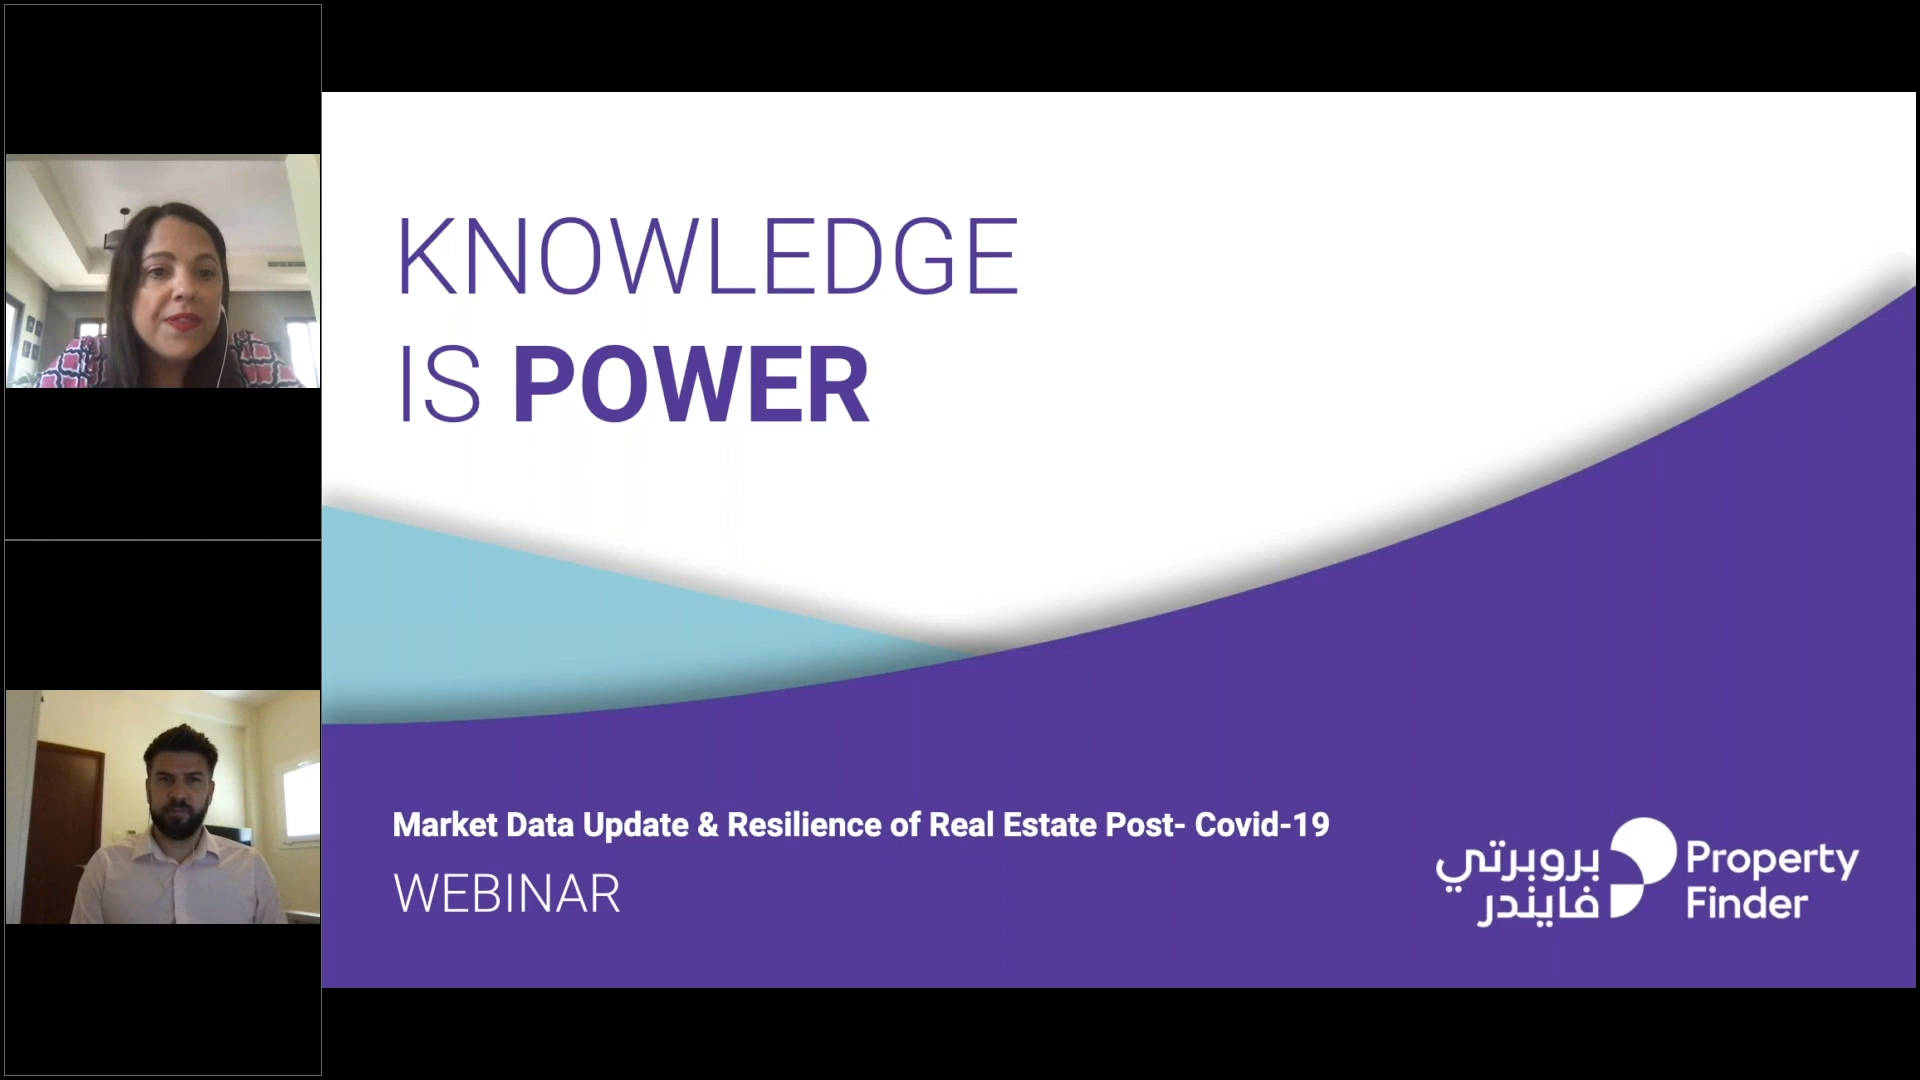 KNOWLEDGE
IS POWER
Market Data Update & Resilience of Real Estate Post- Covid-19
WEBINAR
بروبرتي
فايندر
Property
Finder